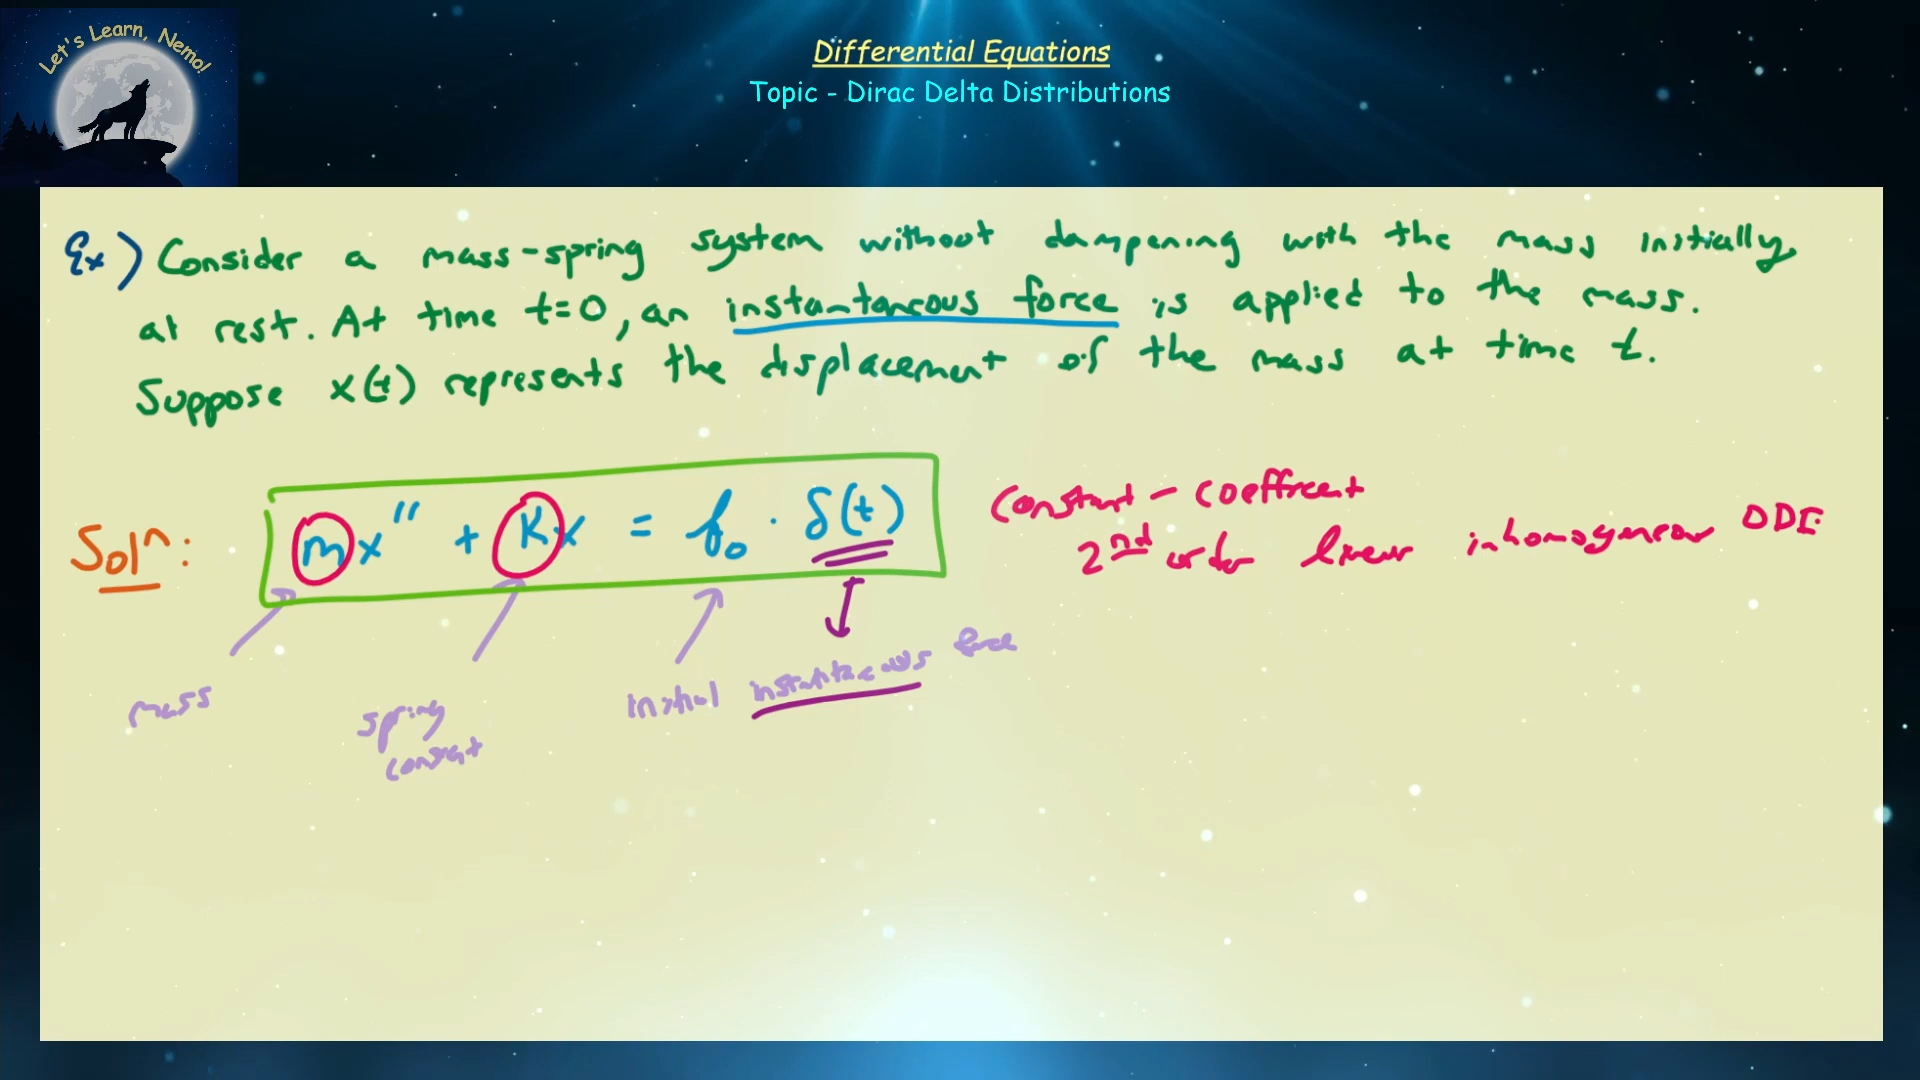 Let's Learn, Nemo!
Differential Equations
Topic - Dirac Delta Distributions
Ex) Consider a mass-spring system without dampening with the mass initially
at rest. At time t=0, an instantaneous force is applied to the mass.
Suppose x(t) represents the displacement of the mass at time t.
Solⁿ: mx'' + kx = f₀ · δ(t)
constant-coefficient
2nd order linear inhomogeneous ODE
mass
spring
constant
initial instantaneous force